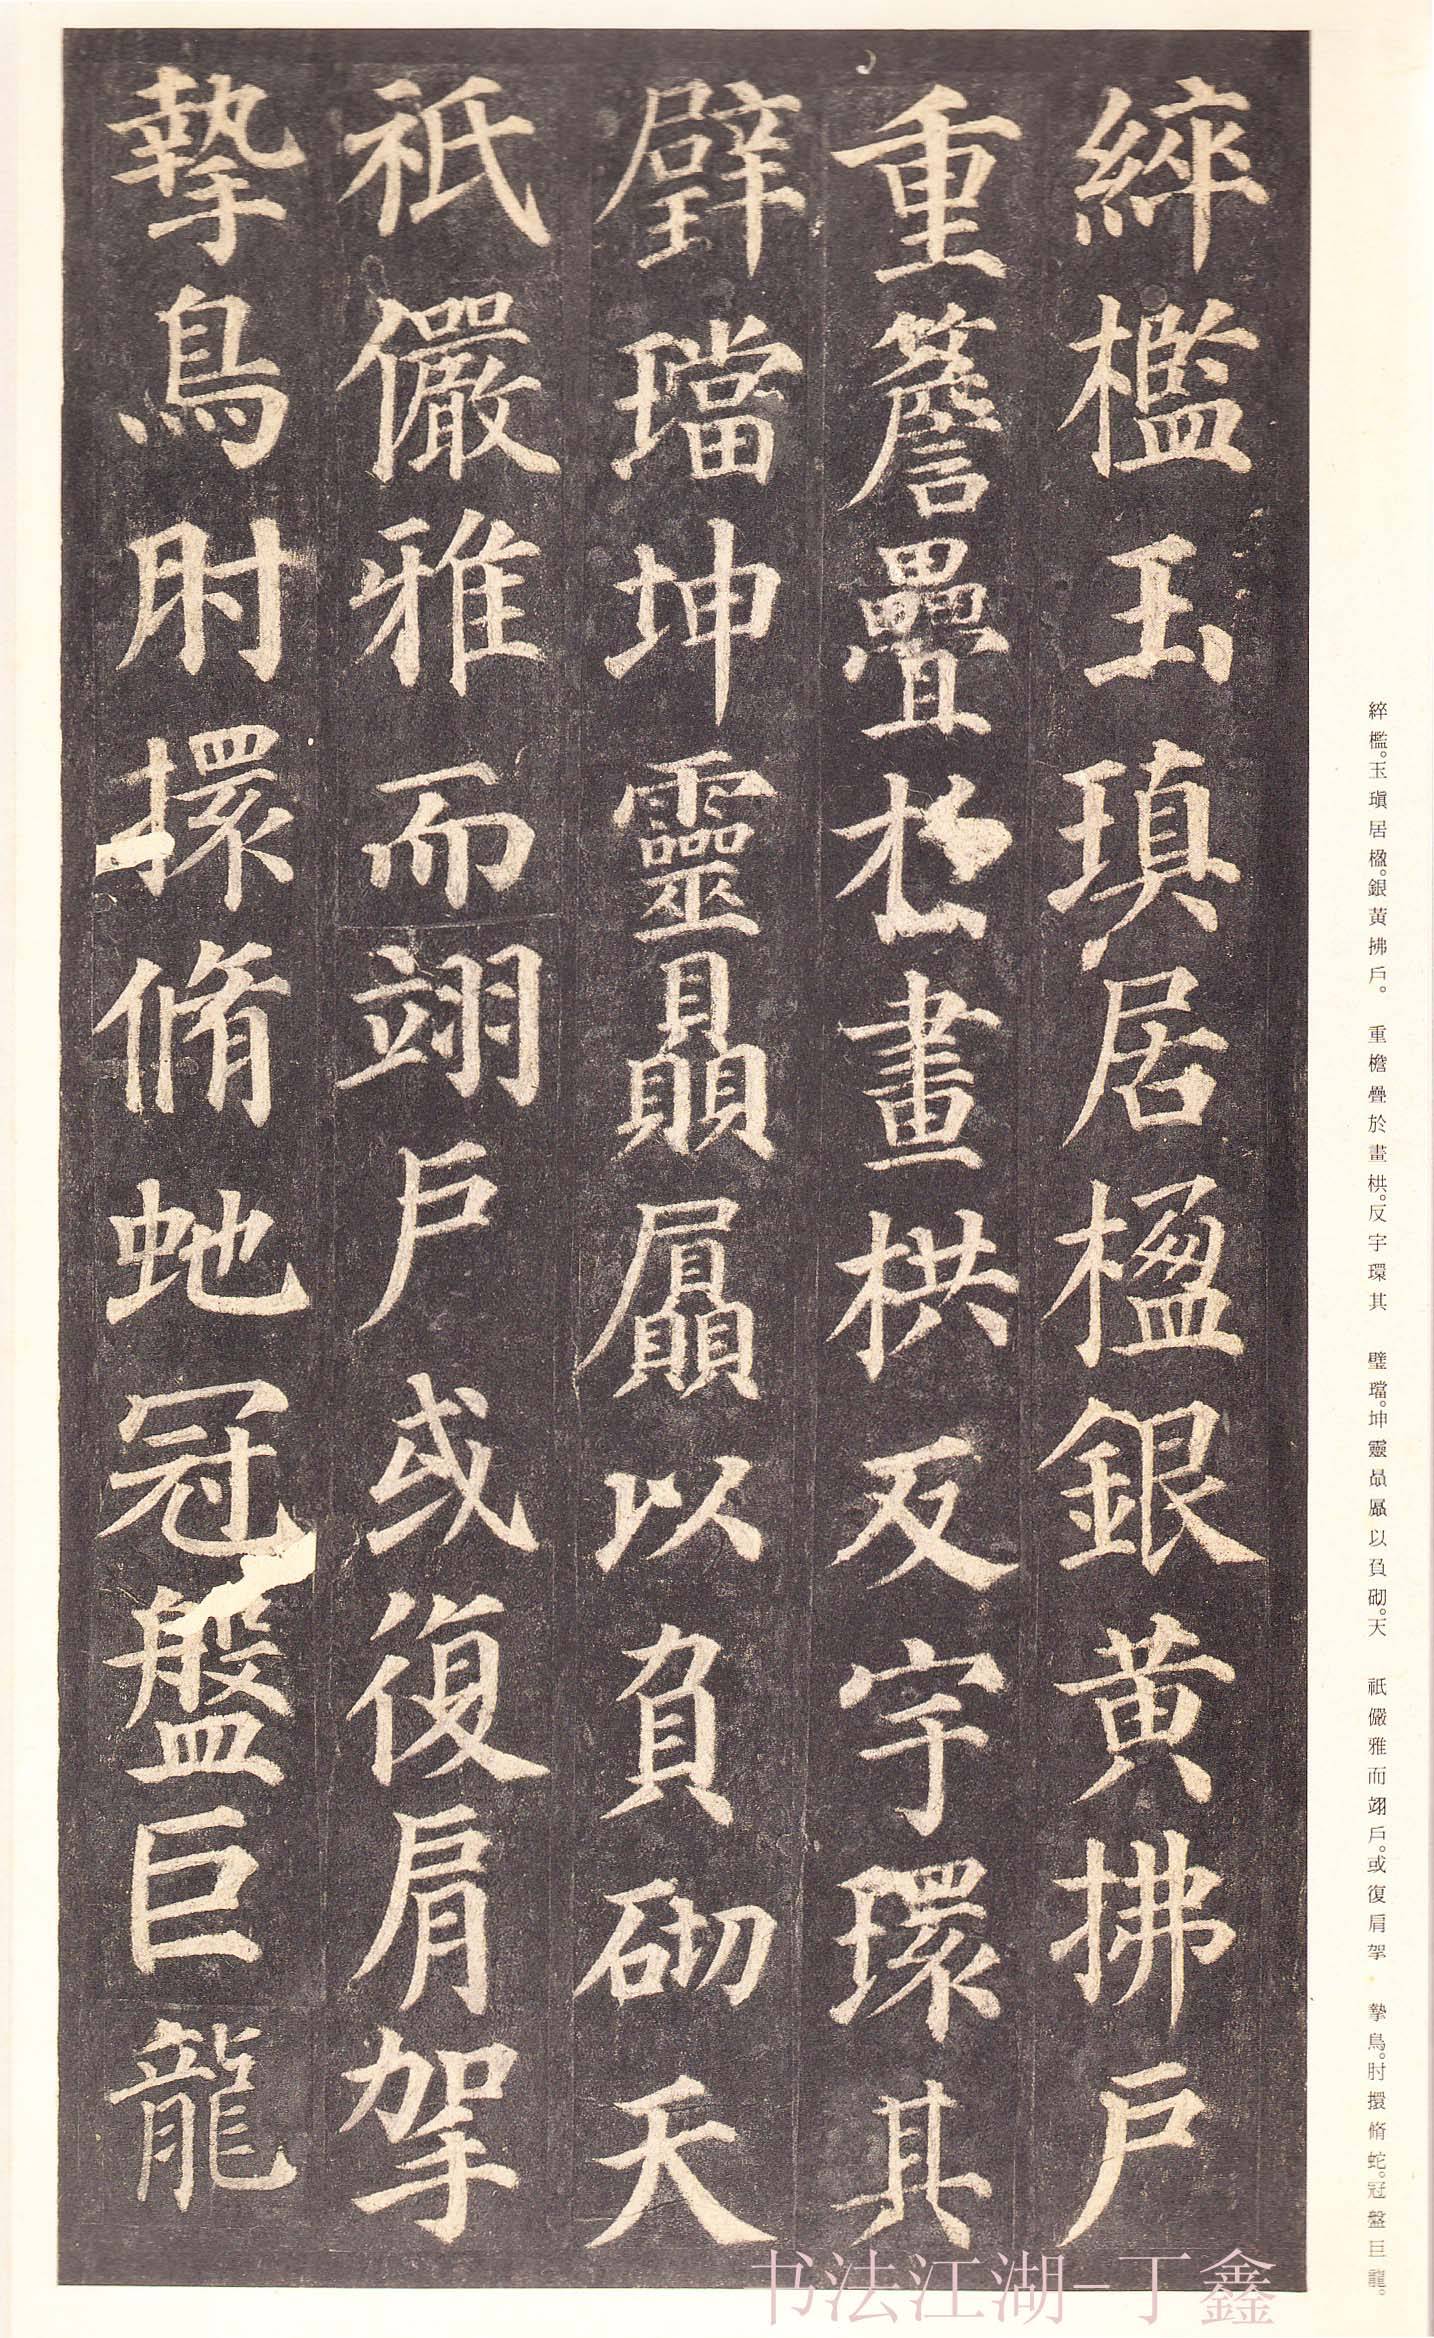 綷檻玉瑱居楹銀黃拂戶
重簷疊於畫栱反宇環其
璧璫坤靈贔屭以負砌天
祇儼雅而翊戶或復肩拏
摯鳥肘擐脩虵冠盤巨龍
綷檻。玉瑱居楹。銀黃拂戶。 重檐疊於畫栱。反宇環其 璧璫。坤靈贔屭以負砌。天 祇儼雅而翊戶。或復肩拏 摯鳥。肘擐脩蛇。冠盤巨龍。
书法江湖-丁鑫